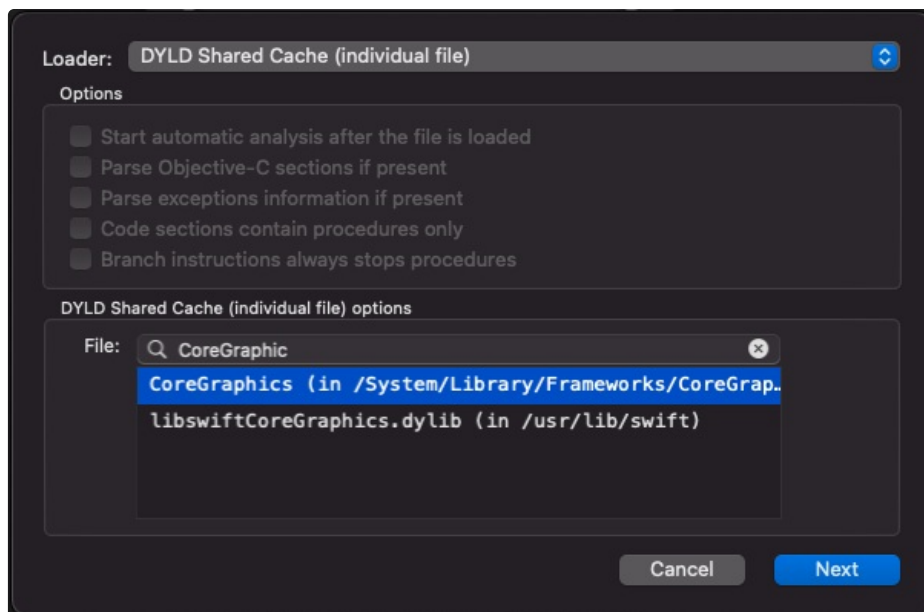 Loader: DYLD Shared Cache (individual file)
Options
Start automatic analysis after the file is loaded
Parse Objective-C sections if present
Parse exceptions information if present
Code sections contain procedures only
Branch instructions always stops procedures
DYLD Shared Cache (individual file) options
File: CoreGraphic
CoreGraphics (in /System/Library/Frameworks/CoreGrap…
libswiftCoreGraphics.dylib (in /usr/lib/swift)
Cancel Next